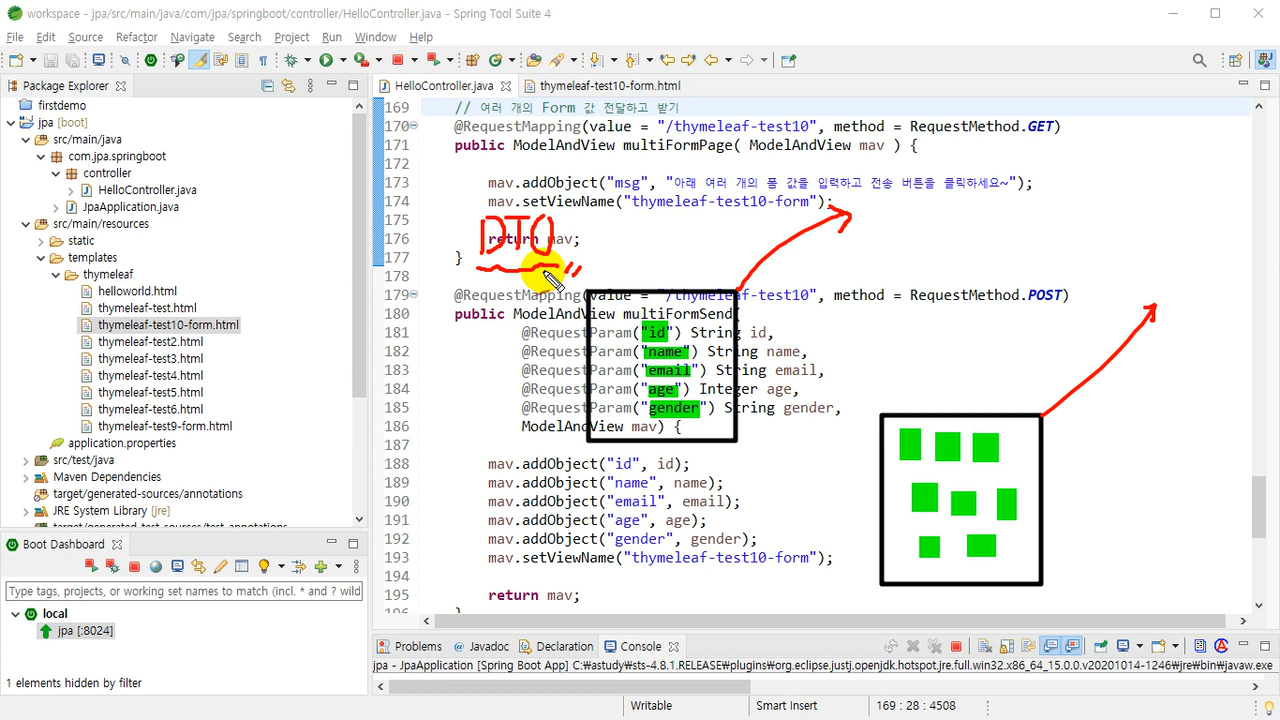 workspace - jpa/src/main/java/com/jpa/springboot/controller/HelloController.java - Spring Tool Suite 4
File Edit Source Refactor Navigate Search Project Run Window Help
Package Explorer
firstdemo
jpa [boot]
src/main/java
com.jpa.springboot
controller
HelloController.java
JpaApplication.java
src/main/resources
static
templates
thymeleaf
helloworld.html
thymeleaf-test.html
thymeleaf-test10-form.html
thymeleaf-test2.html
thymeleaf-test3.html
thymeleaf-test4.html
thymeleaf-test5.html
thymeleaf-test6.html
thymeleaf-test9-form.html
application.properties
src/test/java
Maven Dependencies
target/generated-sources/annotations
JRE System Library [jre]
target/generated-test-sources/test-annotations
Boot Dashboard
Type tags, projects, or working set names to match (incl. * and ? wild
local
jpa [:8024]
1 elements hidden by filter
HelloController.java thymeleaf-test10-form.html
169 // 여러 개의 Form 값 전달하고 받기
170 @RequestMapping(value = "/thymeleaf-test10", method = RequestMethod.GET)
171 public ModelAndView multiFormPage( ModelAndView mav ) {
172
173 mav.addObject("msg", "아래 여러 개의 폼 값을 입력하고 전송 버튼을 클릭하세요~");
174 mav.setViewName("thymeleaf-test10-form");
175
DTO
176 return mav;
177 }
178
179 @RequestMapping(value = "/thymeleaf-test10", method = RequestMethod.POST)
180 public ModelAndView multiFormSend(
181 @RequestParam("id") String id,
182 @RequestParam("name") String name,
183 @RequestParam("email") String email,
184 @RequestParam("age") Integer age,
185 @RequestParam("gender") String gender,
186 ModelAndView mav) {
187
188 mav.addObject("id", id);
189 mav.addObject("name", name);
190 mav.addObject("email", email);
191 mav.addObject("age", age);
192 mav.addObject("gender", gender);
193 mav.setViewName("thymeleaf-test10-form");
194
195 return mav;
196 }
Problems Javadoc Declaration Console
jpa - JpaApplication [Spring Boot App] C:₩astudy₩sts-4.8.1.RELEASE₩plugins₩org.eclipse.justj.openjdk.hotspot.jre.full.win32.x86_64_15.0.0.v20201014-1246₩jre₩bin₩javaw.exe
Writable Smart Insert 169 : 28 : 4508